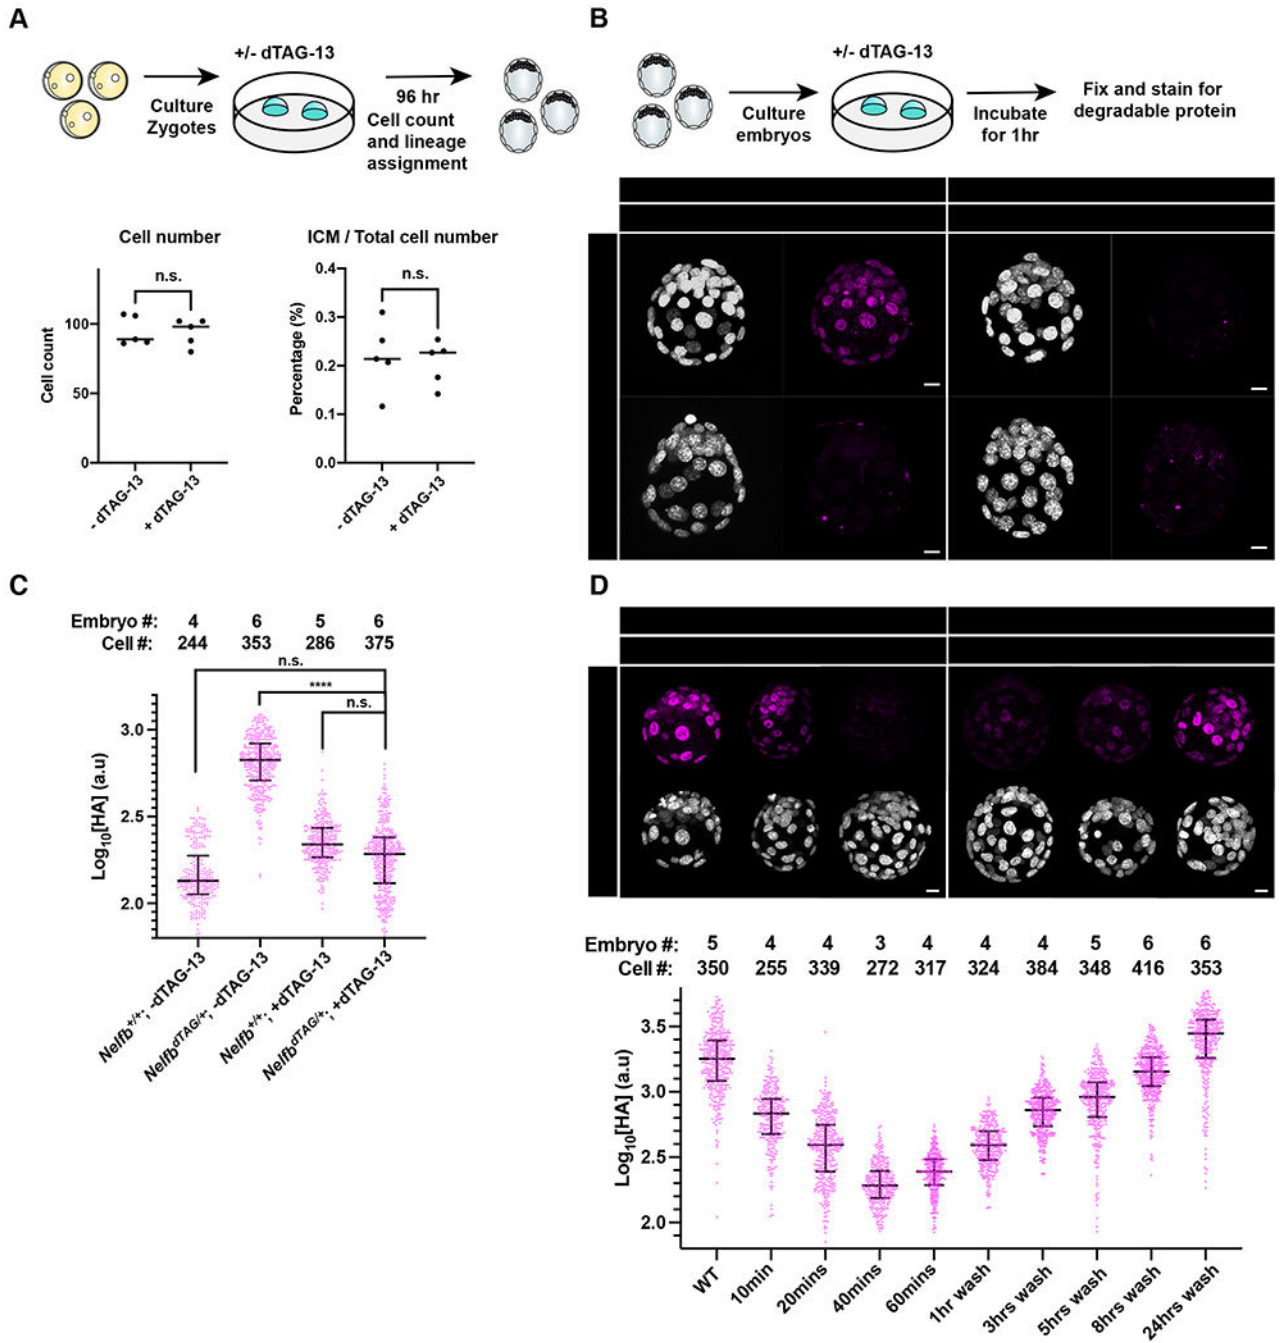 A
+/- dTAG-13
Culture
Zygotes
96 hr
Cell count
and lineage
assignment
Cell number
n.s.
Cell count
100
50
0
- dTAG-13
+ dTAG-13
ICM / Total cell number
n.s.
Percentage (%)
0.4
0.3
0.2
0.1
0.0
- dTAG-13
+ dTAG-13
B
+/- dTAG-13
Culture
embryos
Incubate
for 1hr
Fix and stain for
degradable protein
C
Embryo #: 4 6 5 6
Cell #: 244 353 286 375
n.s.
****
n.s.
Log10[HA] (a.u)
3.0
2.5
2.0
Nelfb+/+; -dTAG-13
NelfbdTAG/+; -dTAG-13
Nelfb+/+; +dTAG-13
NelfbdTAG/+; +dTAG-13
D
Embryo #: 5 4 4 3 4 4 4 5 6 6
Cell #: 350 255 339 272 317 324 384 348 416 353
Log10[HA] (a.u)
3.5
3.0
2.5
2.0
WT
10min
20mins
40mins
60mins
1hr wash
3hrs wash
5hrs wash
8hrs wash
24hrs wash